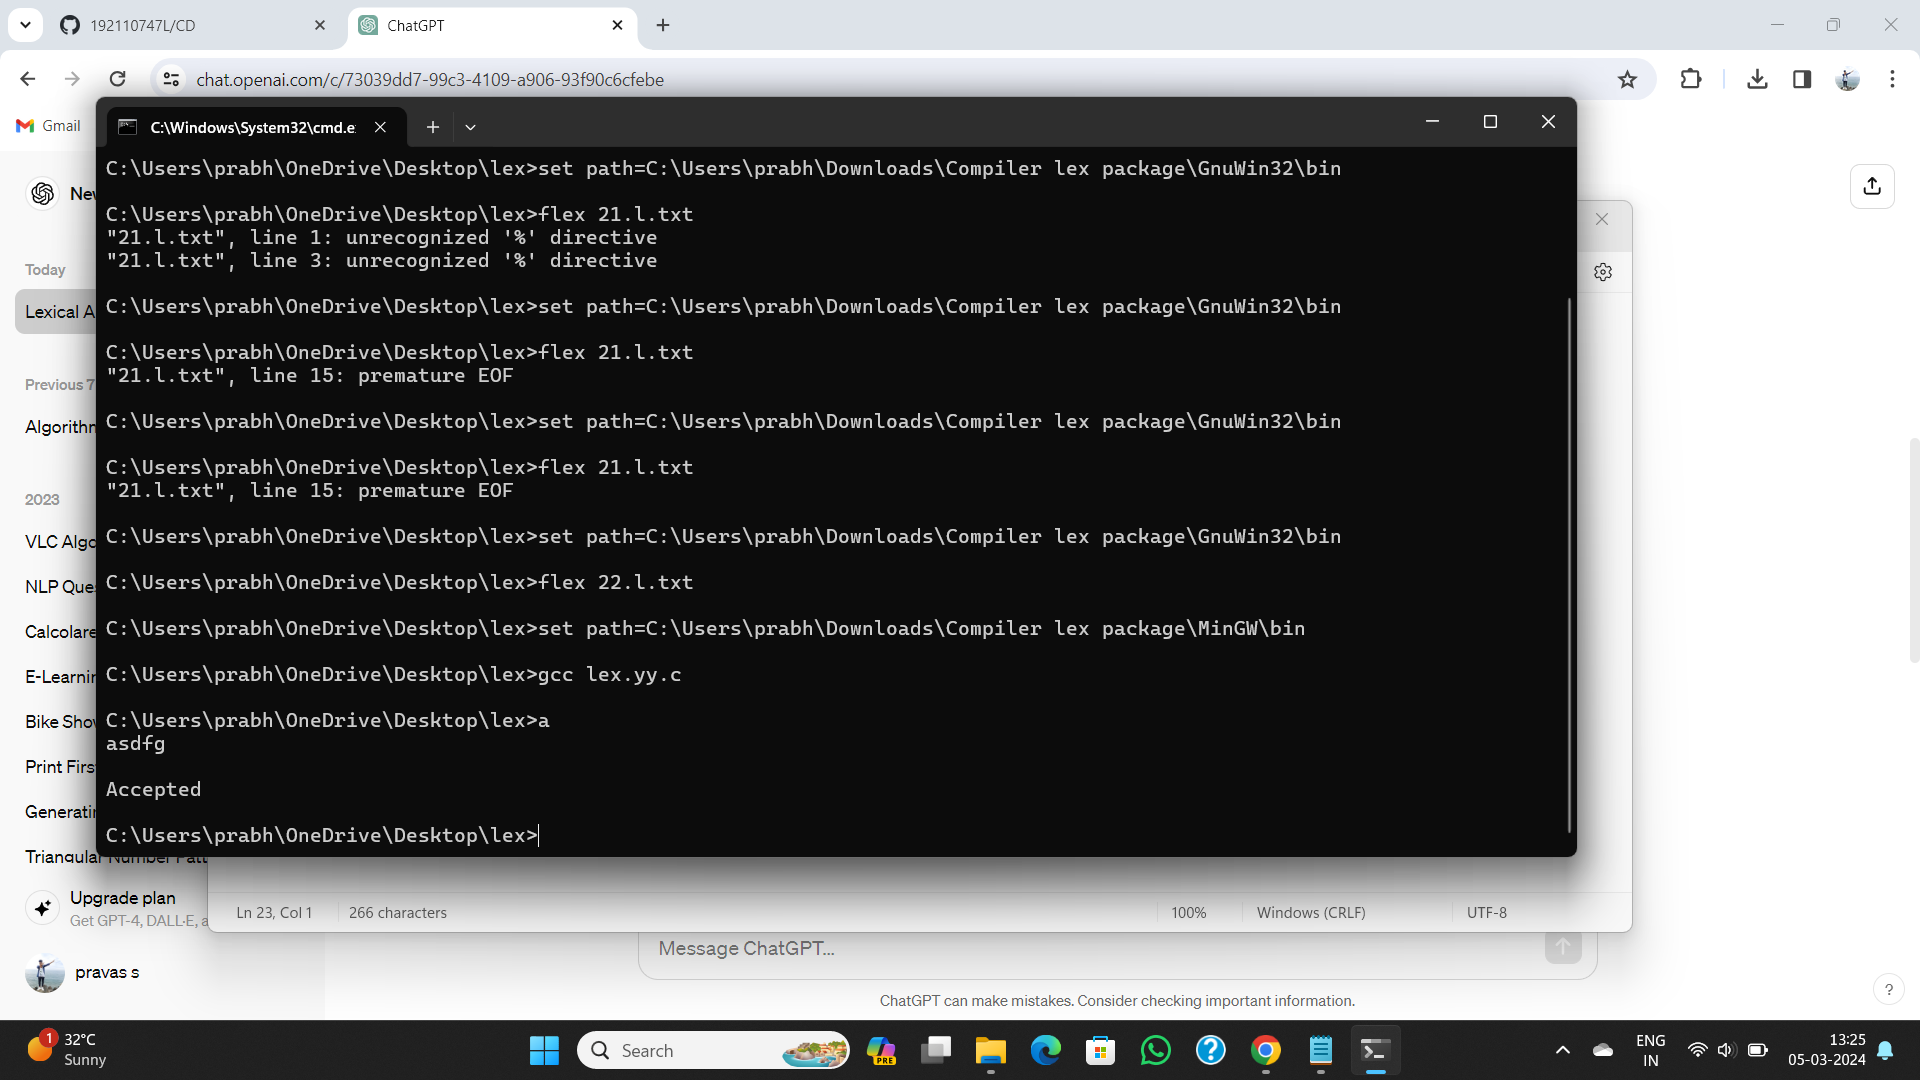 192110747L/CD
ChatGPT
chat.openai.com/c/73039dd7-99c3-4109-a906-93f90c6cfebe
Gmail
C:\Windows\System32\cmd.e
C:\Users\prabh\OneDrive\Desktop\lex>set path=C:\Users\prabh\Downloads\Compiler lex package\GnuWin32\bin
C:\Users\prabh\OneDrive\Desktop\lex>flex 21.l.txt
"21.l.txt", line 1: unrecognized '%' directive
"21.l.txt", line 3: unrecognized '%' directive
C:\Users\prabh\OneDrive\Desktop\lex>set path=C:\Users\prabh\Downloads\Compiler lex package\GnuWin32\bin
C:\Users\prabh\OneDrive\Desktop\lex>flex 21.l.txt
"21.l.txt", line 15: premature EOF
C:\Users\prabh\OneDrive\Desktop\lex>set path=C:\Users\prabh\Downloads\Compiler lex package\GnuWin32\bin
C:\Users\prabh\OneDrive\Desktop\lex>flex 21.l.txt
"21.l.txt", line 15: premature EOF
C:\Users\prabh\OneDrive\Desktop\lex>set path=C:\Users\prabh\Downloads\Compiler lex package\GnuWin32\bin
C:\Users\prabh\OneDrive\Desktop\lex>flex 22.l.txt
C:\Users\prabh\OneDrive\Desktop\lex>set path=C:\Users\prabh\Downloads\Compiler lex package\MinGW\bin
C:\Users\prabh\OneDrive\Desktop\lex>gcc lex.yy.c
C:\Users\prabh\OneDrive\Desktop\lex>a
asdfg
Accepted
C:\Users\prabh\OneDrive\Desktop\lex>
New
Today
Lexical A
Previous 7
Algorithm
2023
VLC Algo
NLP Que
Calcolare
E-Learnin
Bike Sho
Print Firs
Generati
Triangular Number Patt
Upgrade plan
Get GPT-4, DALL·E, a
pravas s
Ln 23, Col 1
266 characters
100%
Windows (CRLF)
UTF-8
Message ChatGPT...
ChatGPT can make mistakes. Consider checking important information.
?
1
32°C
Sunny
Search
PRE
ENG
IN
13:25
05-03-2024